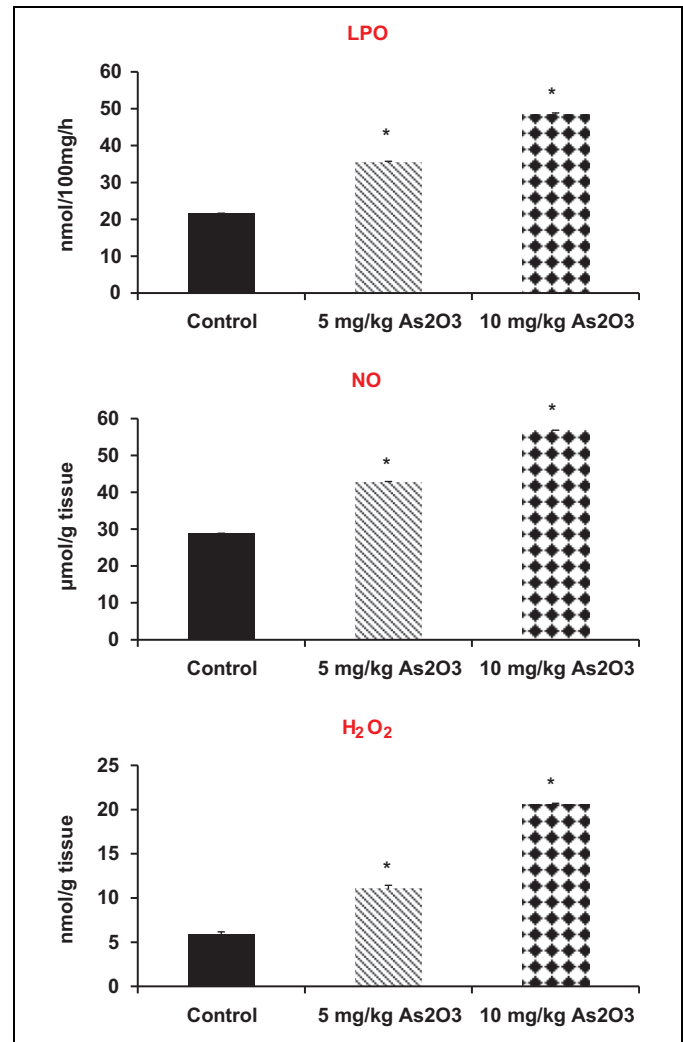 LPO
60
50
40
30
20
10
0
nmol/100mg/h
*
*
Control 5 mg/kg As2O3 10 mg/kg As2O3
NO
60
50
40
30
20
10
0
µmol/g tissue
*
*
Control 5 mg/kg As2O3 10 mg/kg As2O3
H₂O₂
25
20
15
10
5
0
nmol/g tissue
*
*
Control 5 mg/kg As2O3 10 mg/kg As2O3